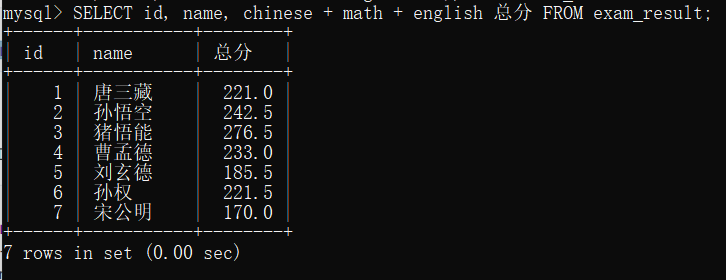 mysql> SELECT id, name, chinese + math + english 总分 FROM exam_result;
+------+-----------+--------+
| id   | name      | 总分   |
+------+-----------+--------+
|    1 | 唐三藏    |  221.0 |
|    2 | 孙悟空    |  242.5 |
|    3 | 猪悟能    |  276.5 |
|    4 | 曹孟德    |  233.0 |
|    5 | 刘玄德    |  185.5 |
|    6 | 孙权      |  221.5 |
|    7 | 宋公明    |  170.0 |
+------+-----------+--------+
7 rows in set (0.00 sec)